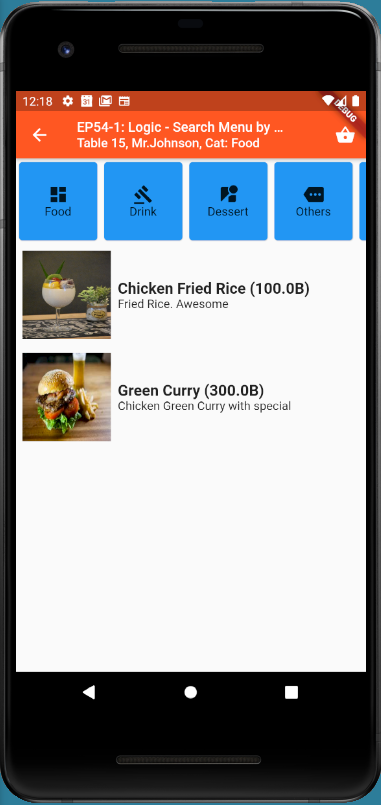 12:18
31
DEBUG
EP54-1: Logic - Search Menu by ...
Table 15, Mr.Johnson, Cat: Food
Food
Drink
Dessert
Others
Chicken Fried Rice (100.0B)
Fried Rice. Awesome
Green Curry (300.0B)
Chicken Green Curry with special